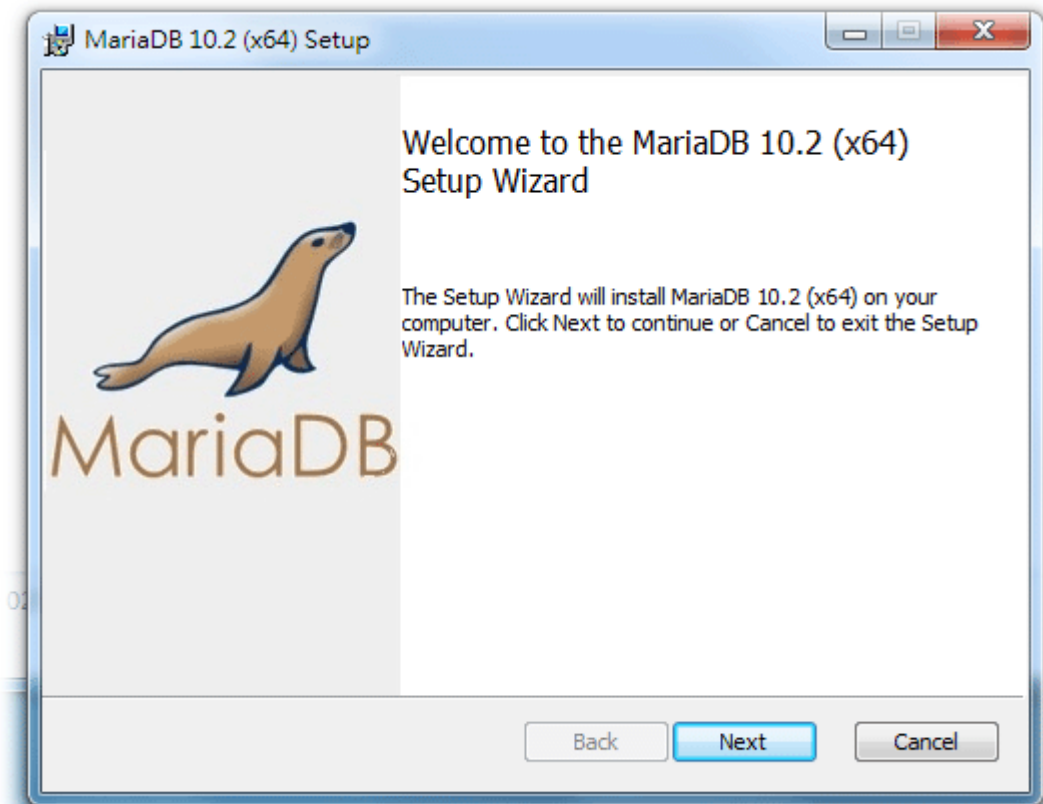 MariaDB 10.2 (x64) Setup
Welcome to the MariaDB 10.2 (x64)
Setup Wizard
The Setup Wizard will install MariaDB 10.2 (x64) on your
computer. Click Next to continue or Cancel to exit the Setup
Wizard.
MariaDB
02
Back
Next
Cancel